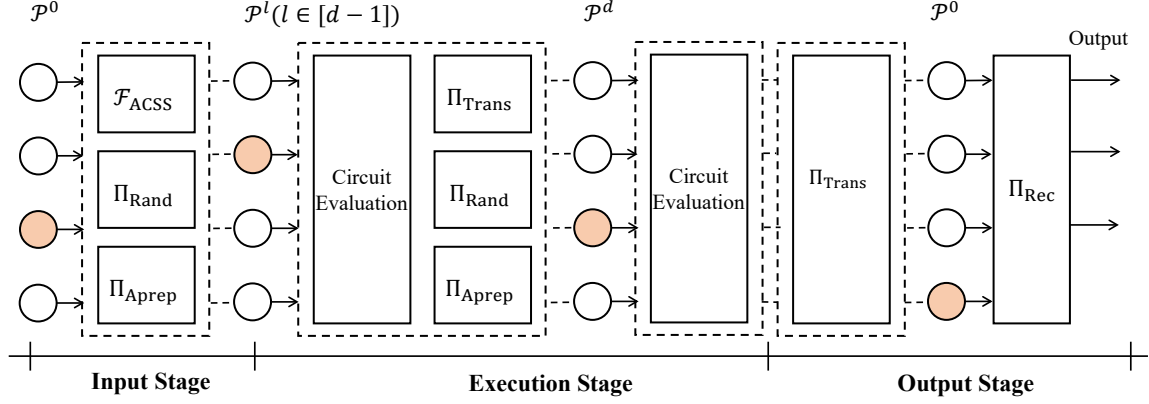 𝒫⁰
𝒫ˡ(l ∈ [d − 1])
𝒫ᵈ
𝒫⁰
Output
ℱ_ACSS
Π_Rand
Π_Aprep
Circuit
Evaluation
Π_Trans
Π_Rand
Π_Aprep
Circuit
Evaluation
Π_Trans
Π_Rec
Input Stage
Execution Stage
Output Stage